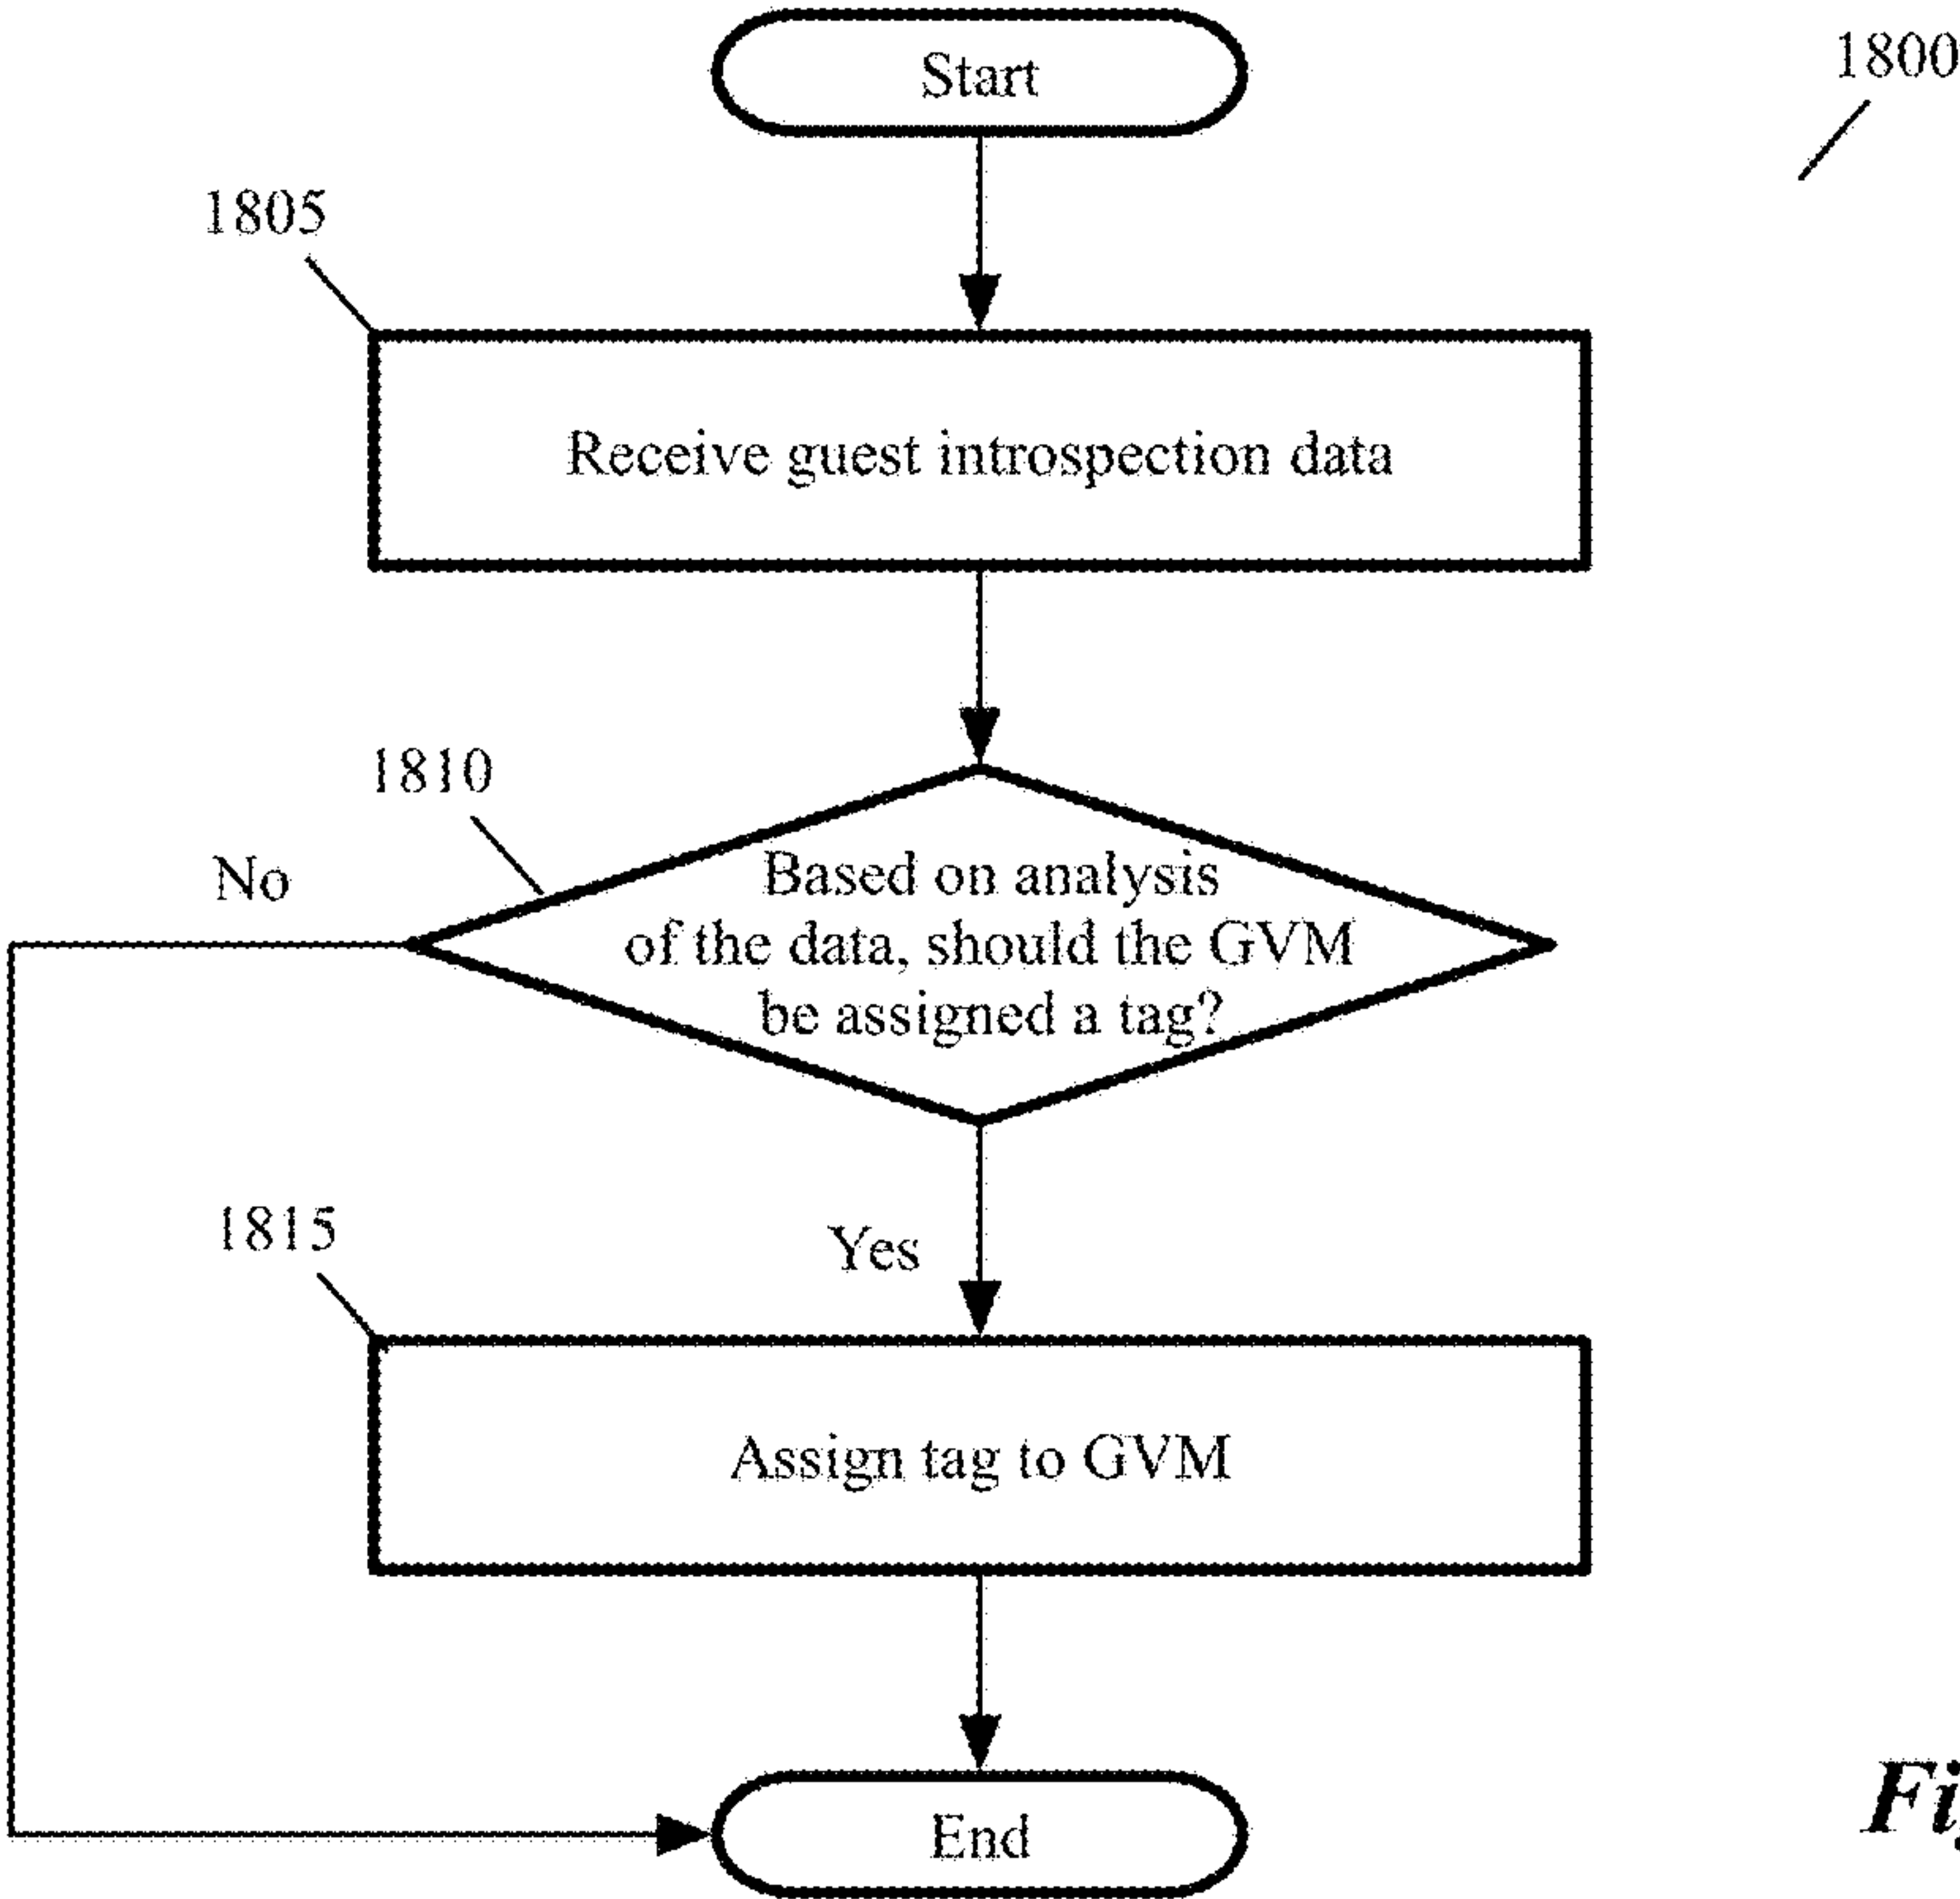 Start
1800
1805
Receive guest introspection data
1810
No
Based on analysis
of the data, should the GVM
be assigned a tag?
1815
Yes
Assign tag to GVM
End